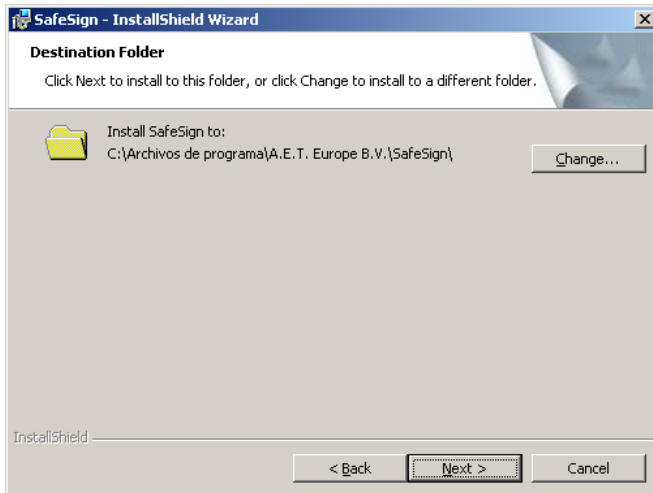 SafeSign - InstallShield Wizard
Destination Folder
Click Next to install to this folder, or click Change to install to a different folder.
Install SafeSign to:
C:\Archivos de programa\A.E.T. Europe B.V.\SafeSign\
Change...
InstallShield
< Back
Next >
Cancel